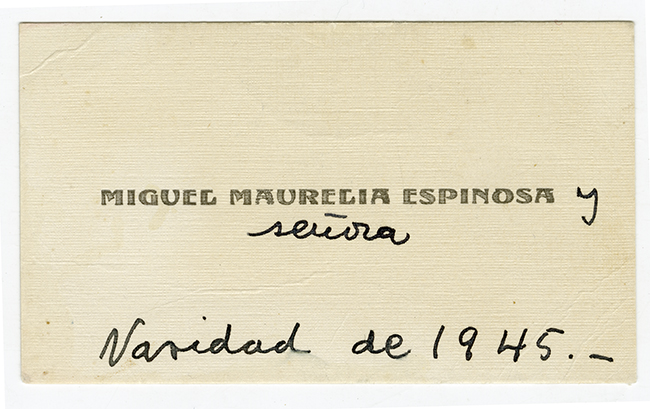 MIGUEL MAURELIA ESPINOSA y
señora
Navidad de 1945.-